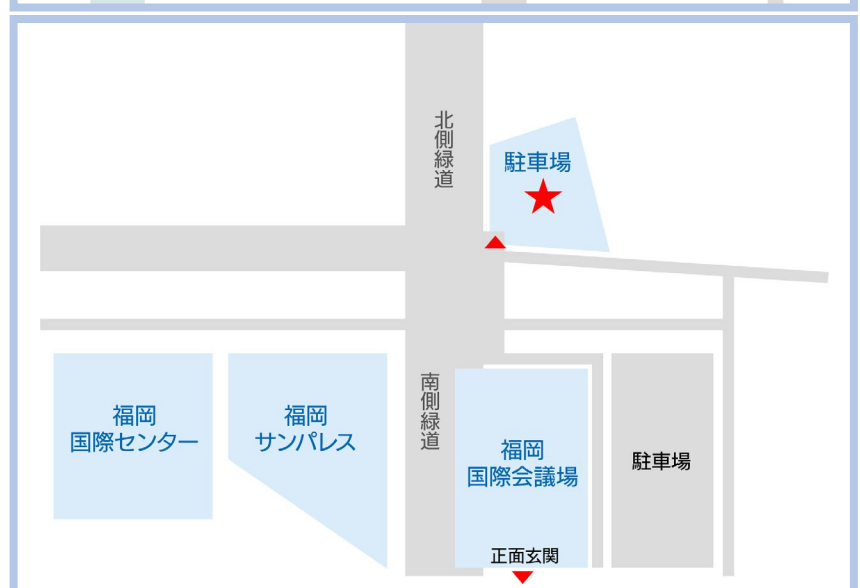 北側緑道
駐車場
福岡
国際センター
福岡
サンパレス
南側緑道
福岡
国際会議場
駐車場
正面玄関